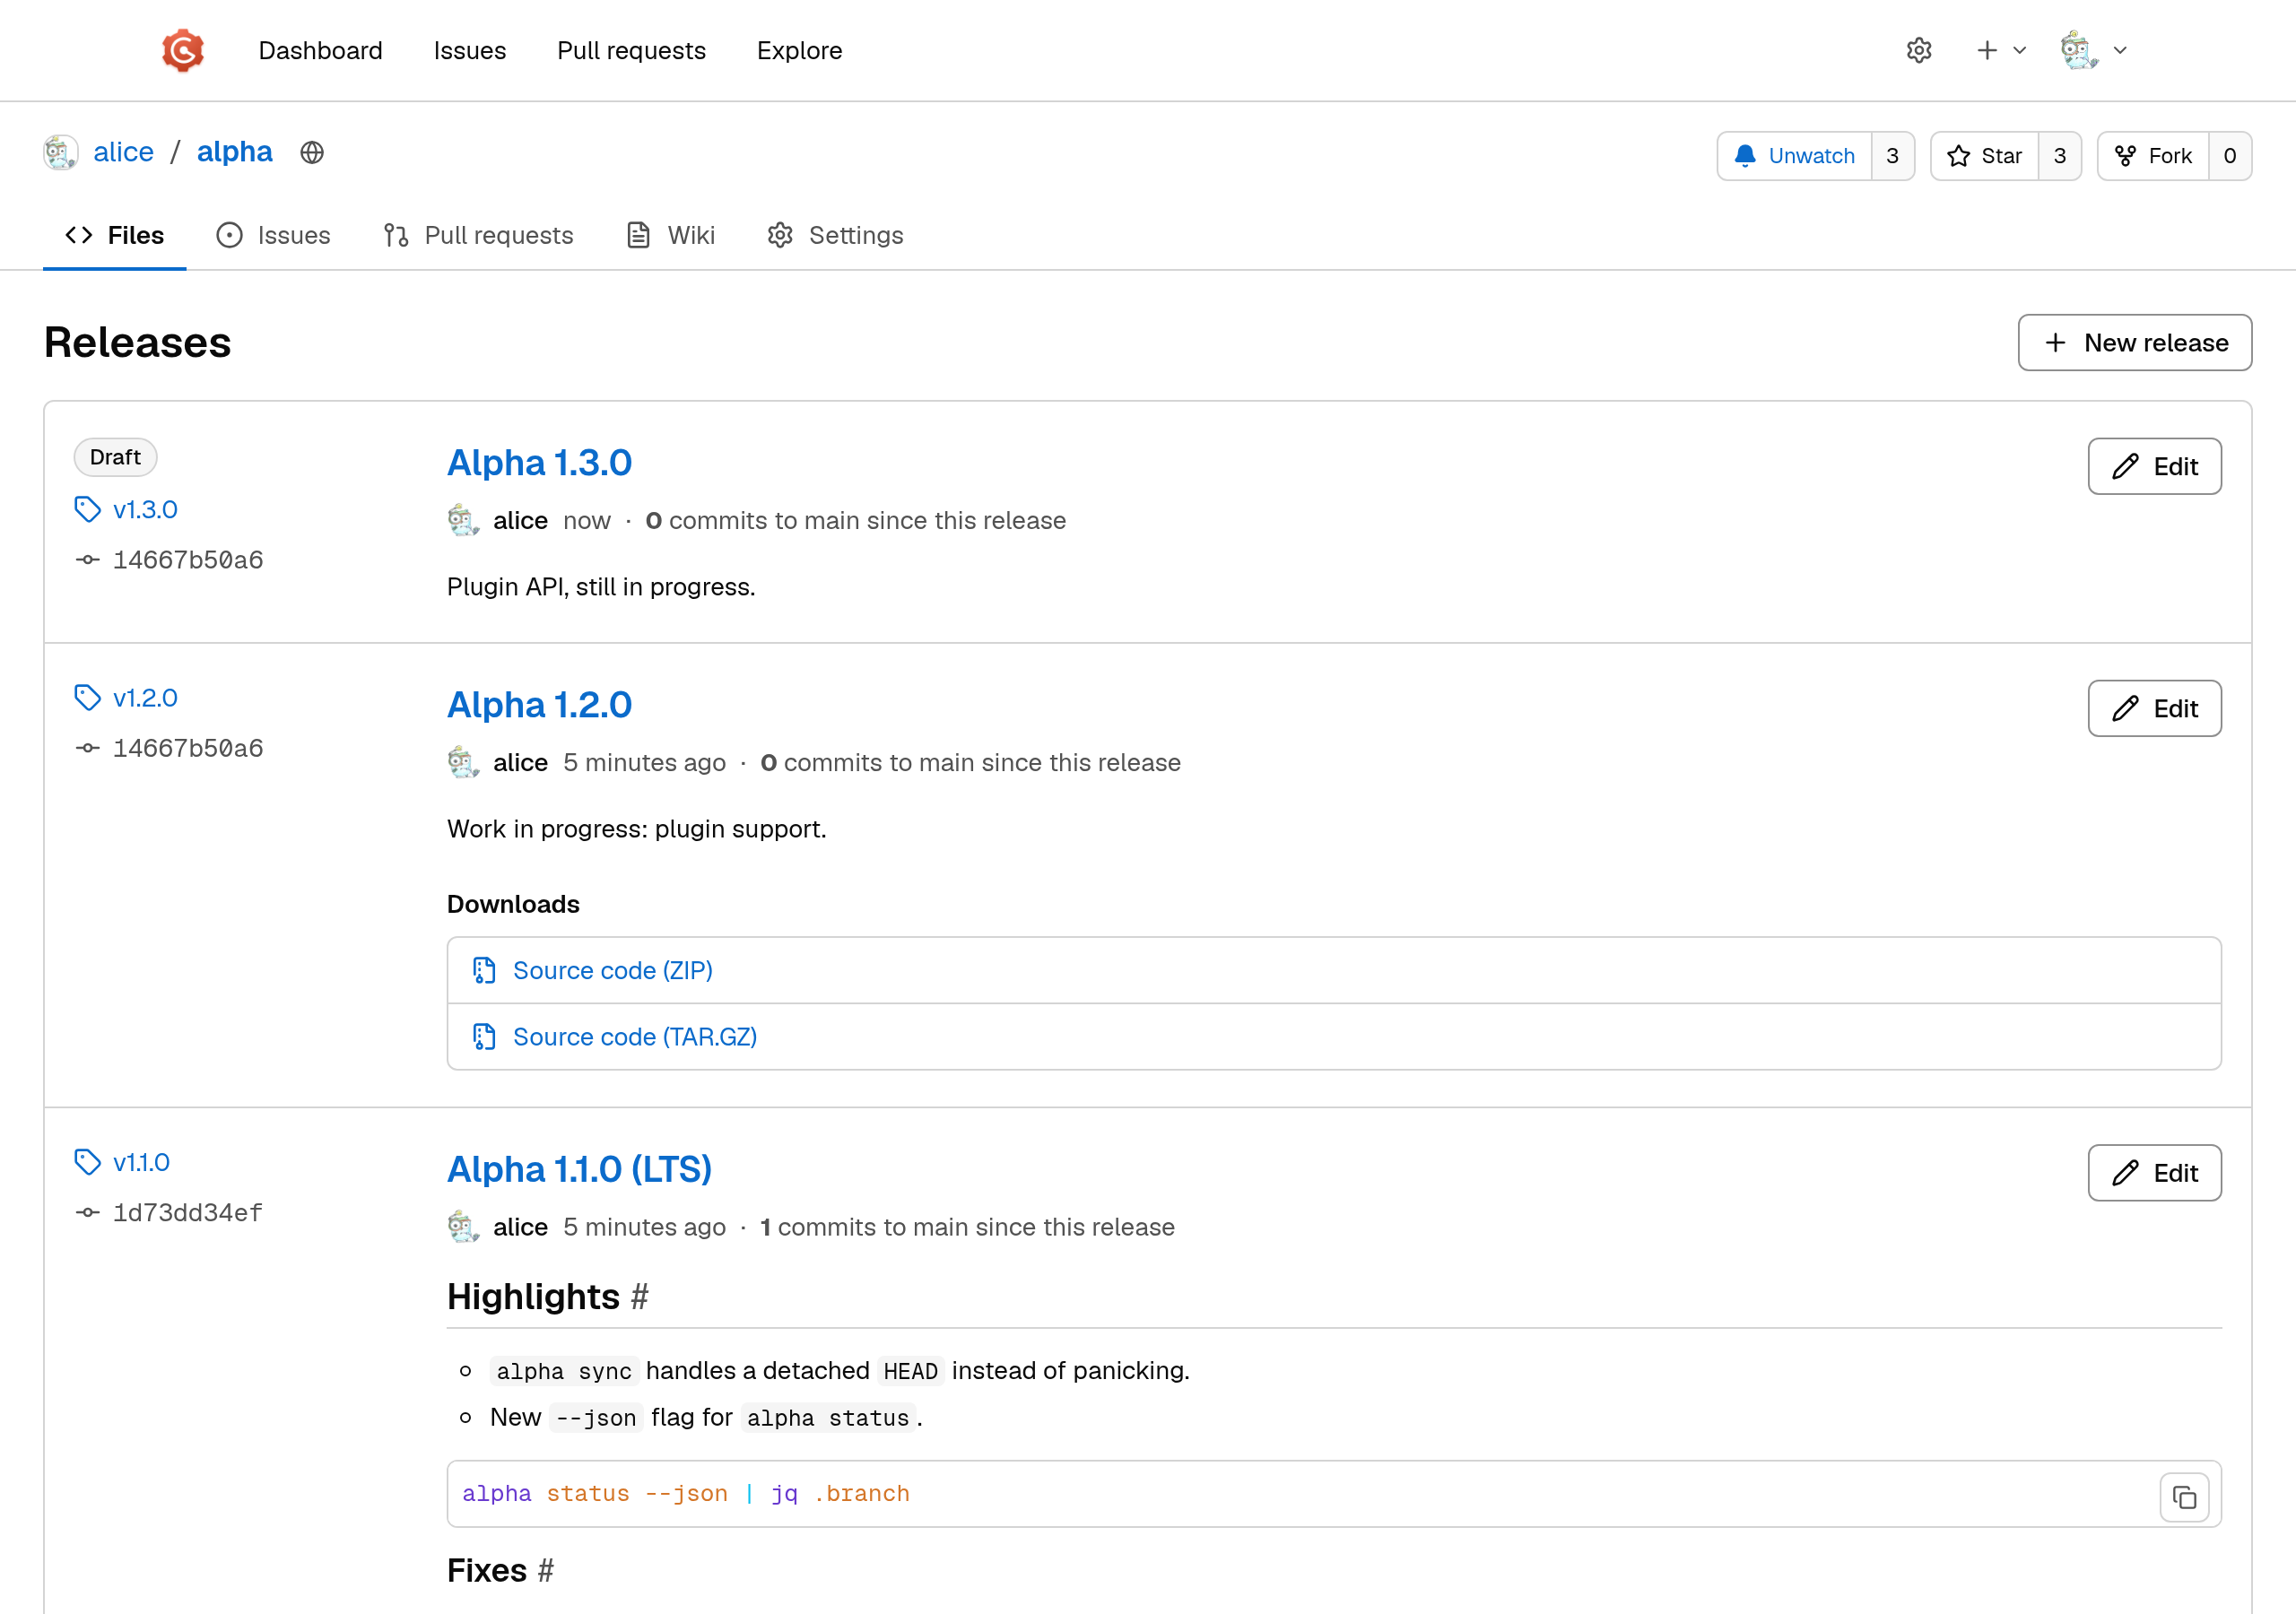 Dashboard Issues Pull requests Explore
alice / alpha
Unwatch 3 Star 3 Fork 0
Files Issues Pull requests Wiki Settings
Releases
New release
Draft
v1.3.0
14667b50a6
Alpha 1.3.0
Edit
alice now · 0 commits to main since this release
Plugin API, still in progress.
v1.2.0
14667b50a6
Alpha 1.2.0
Edit
alice 5 minutes ago · 0 commits to main since this release
Work in progress: plugin support.
Downloads
Source code (ZIP)
Source code (TAR.GZ)
v1.1.0
1d73dd34ef
Alpha 1.1.0 (LTS)
Edit
alice 5 minutes ago · 1 commits to main since this release
Highlights #
alpha sync handles a detached HEAD instead of panicking.
New --json flag for alpha status.
alpha status --json | jq .branch
Fixes #